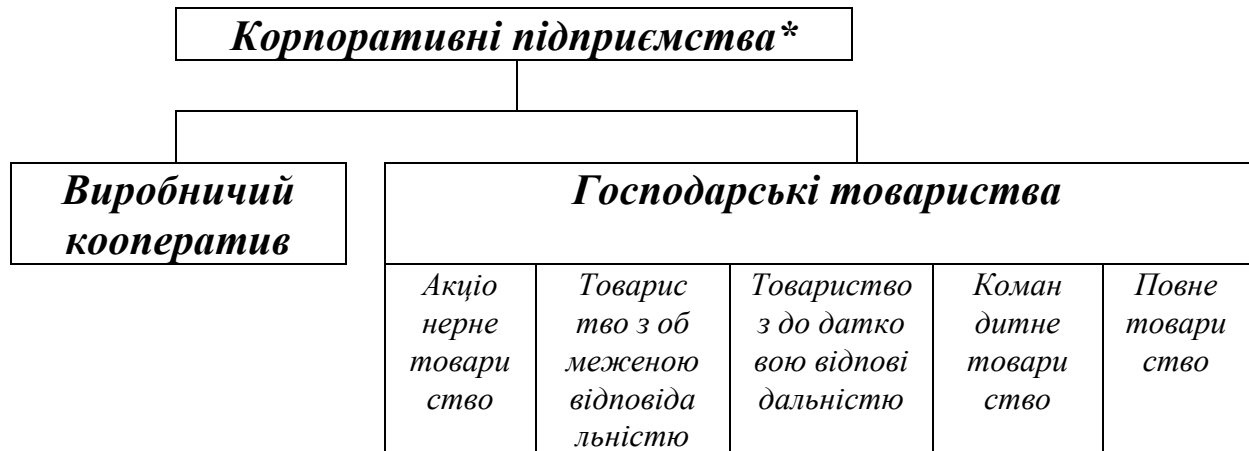 Корпоративні підприємства*
Виробничий
кооператив
Господарські товариства
Акціо
нерне
товари
ство
Товарис
тво з об
меженою
відповіда
льністю
Товариство
з до датко
вою відпові
дальністю
Коман
дитне
товари
ство
Повне
товари
ство